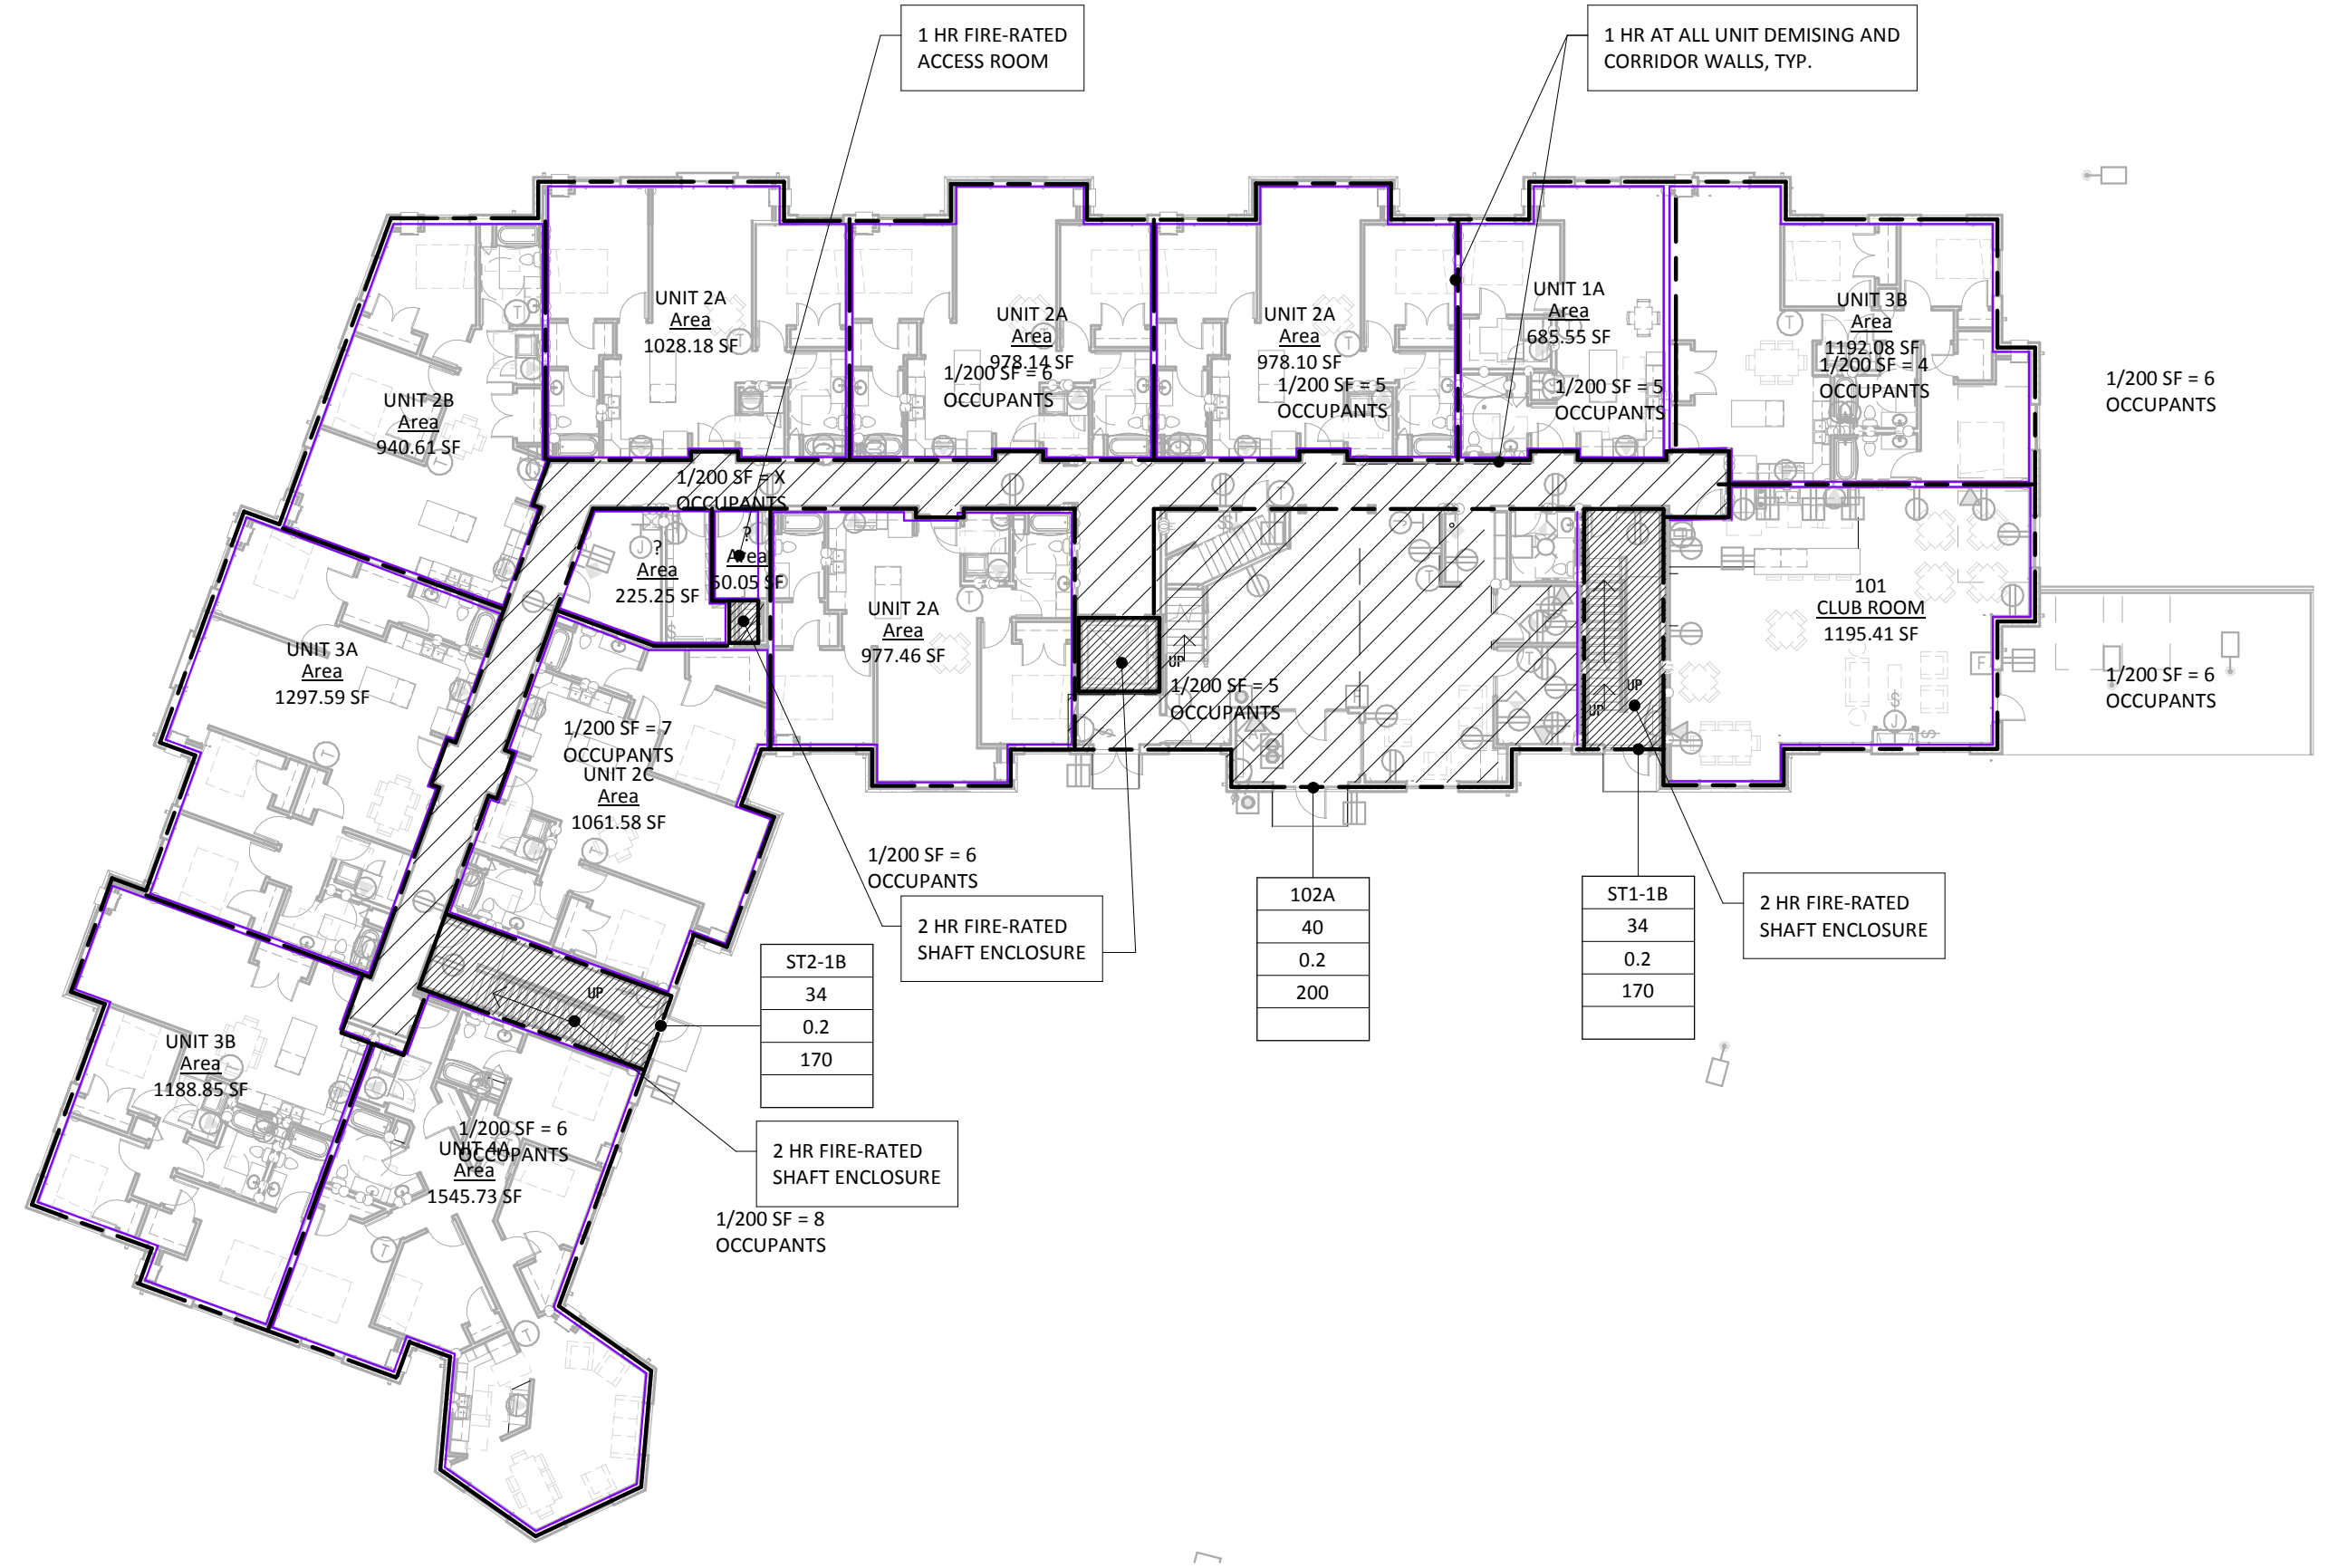 1 HR FIRE-RATED
ACCESS ROOM
1 HR AT ALL UNIT DEMISING AND
CORRIDOR WALLS, TYP.
UNIT 2A
Area
1028.18 SF
UNIT 2A
Area
978.14 SF
1/200 SF = 6
OCCUPANTS
UNIT 2A
Area
978.10 SF
1/200 SF = 5
OCCUPANTS
UNIT 1A
Area
685.55 SF
1/200 SF = 5
OCCUPANTS
UNIT 3B
Area
1192.08 SF
1/200 SF = 4
OCCUPANTS
1/200 SF = 6
OCCUPANTS
UNIT 2B
Area
940.61 SF
1/200 SF = X
OCCUPANTS
?
Area
225.25 SF
?
Area
50.05 SF
UNIT 2A
Area
977.46 SF
101
CLUB ROOM
1195.41 SF
UNIT 3A
Area
1297.59 SF
UP
1/200 SF = 5
OCCUPANTS
UP
UP
1/200 SF = 6
OCCUPANTS
1/200 SF = 7
OCCUPANTS
UNIT 2C
Area
1061.58 SF
1/200 SF = 6
OCCUPANTS
2 HR FIRE-RATED
SHAFT ENCLOSURE
102A
40
0.2
200
ST1-1B
34
0.2
170
2 HR FIRE-RATED
SHAFT ENCLOSURE
ST2-1B
34
0.2
170
UP
UNIT 3B
Area
1188.85 SF
1/200 SF = 6
OCCUPANTS
UNIT 4A
Area
1545.73 SF
2 HR FIRE-RATED
SHAFT ENCLOSURE
1/200 SF = 8
OCCUPANTS